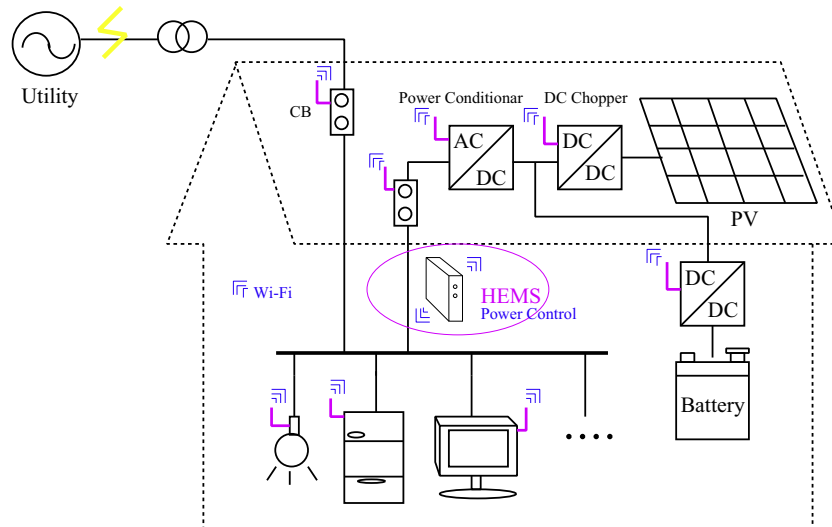 Utility
CB
Power Conditionar
DC Chopper
AC
DC
DC
DC
PV
Wi-Fi
HEMS
Power Control
DC
DC
Battery